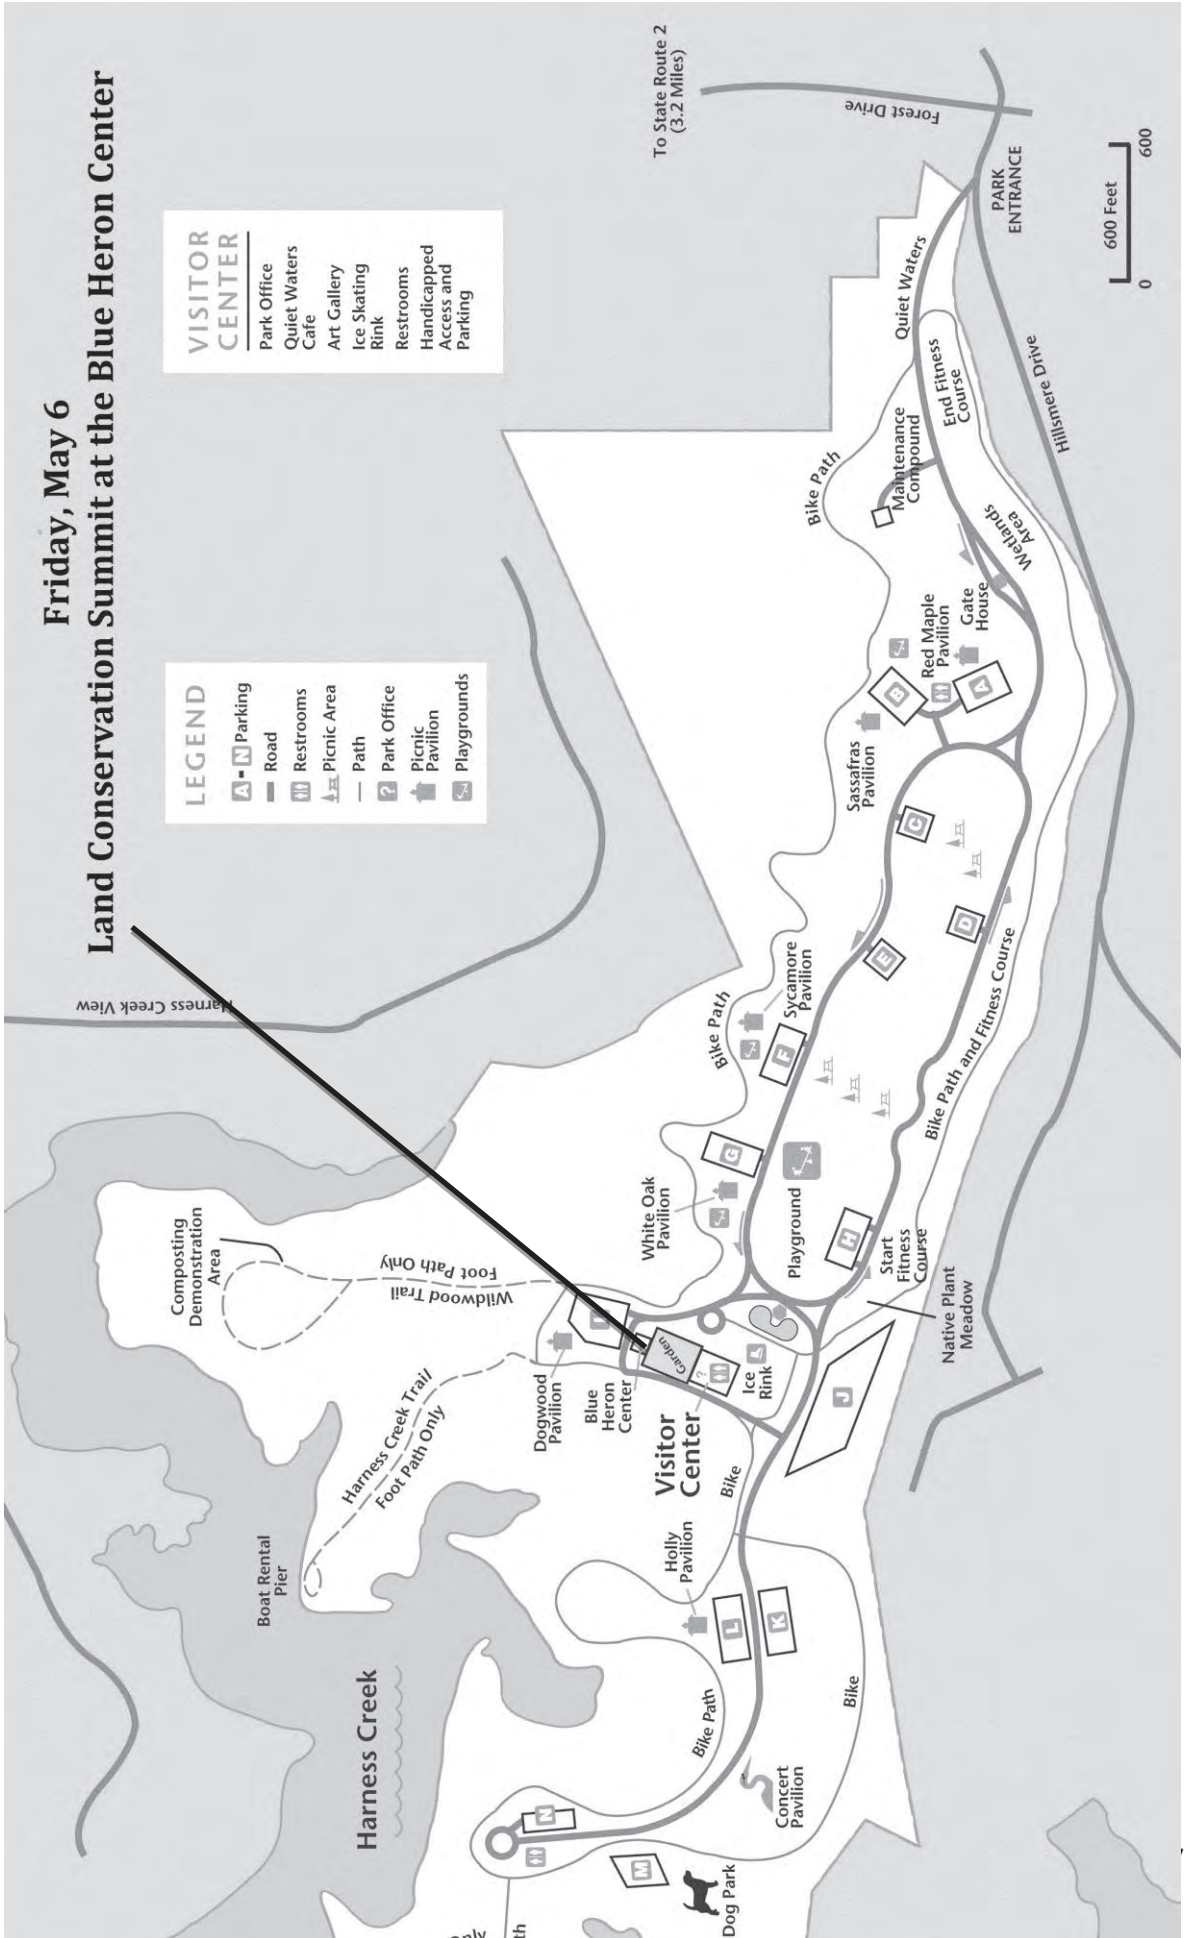 Friday, May 6
Land Conservation Summit at the Blue Heron Center
VISITOR
CENTER
Park Office
Quiet Waters
Cafe
Art Gallery
Ice Skating
Rink
Restrooms
Handicapped
Access and
Parking
LEGEND
A - N Parking
Road
Restrooms
Picnic Area
Path
? Park Office
Picnic
Pavilion
Playgrounds
To State Route 2
(3.2 Miles)
Forest Drive
PARK
ENTRANCE
600 Feet
0 600
Quiet Waters
Hillsmere Drive
End Fitness
Course
Maintenance
Compound
Bike Path
Wetlands
Area
Gate
House
Red Maple
Pavilion
A
B
Sassafras
Pavilion
C
D
E
Bike Path and Fitness Course
Sycamore
Pavilion
Bike Path
F
G
White Oak
Pavilion
Playground
H
Start
Fitness
Course
Native Plant
Meadow
Harness Creek View
Composting
Demonstration
Area
Wildwood Trail
Foot Path Only
Harness Creek Trail/
Foot Path Only
Dogwood
Pavilion
Blue
Heron
Center
Garden
?
Visitor
Center
Ice
Rink
J
Bike
Boat Rental
Pier
Holly
Pavilion
L
K
Harness Creek
Bike Path
Bike
Concert
Pavilion
N
M
Dog Park